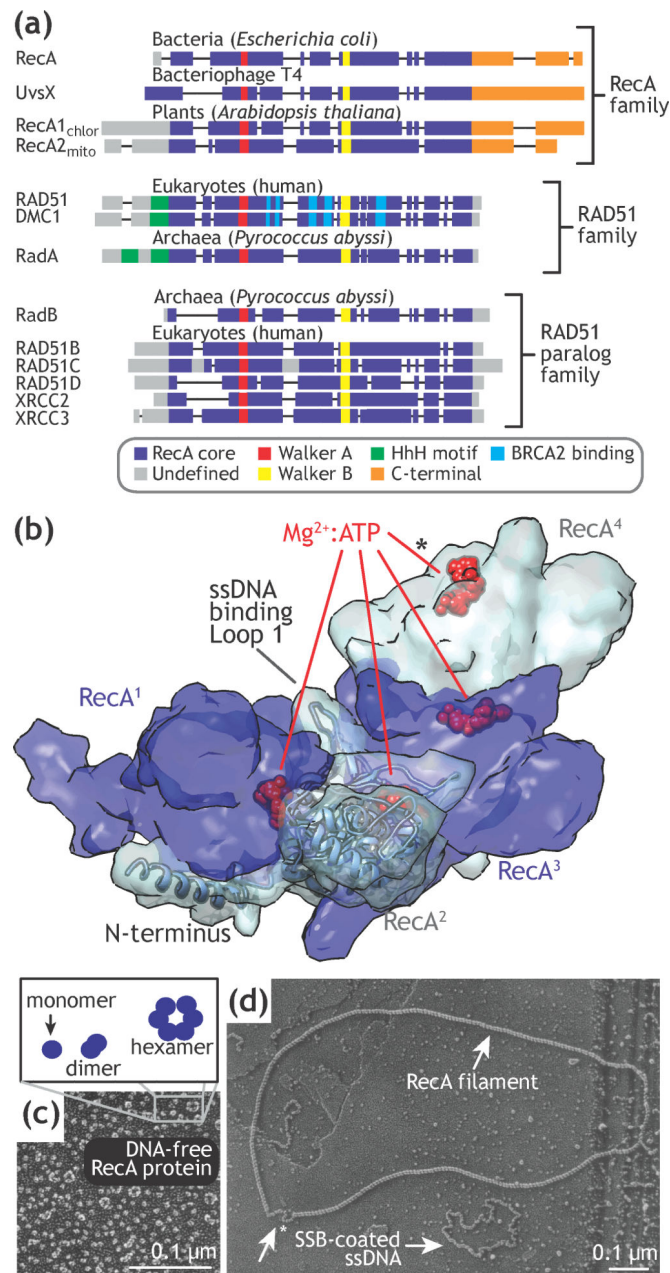 (a)
Bacteria (Escherichia coli)
RecA
Bacteriophage T4
UvsX
Plants (Arabidopsis thaliana)
RecA1chlor
RecA2mito
RecA
family
Eukaryotes (human)
RAD51
DMC1
Archaea (Pyrococcus abyssi)
RadA
RAD51
family
Archaea (Pyrococcus abyssi)
RadB
Eukaryotes (human)
RAD51B
RAD51C
RAD51D
XRCC2
XRCC3
RAD51
paralog
family
RecA core
Walker A
HhH motif
BRCA2 binding
Undefined
Walker B
C-terminal
(b)
Mg2+:ATP
*
RecA4
ssDNA
binding
Loop 1
RecA1
RecA3
RecA2
N-terminus
monomer
dimer
hexamer
(c)
DNA-free
RecA protein
0.1 µm
(d)
RecA filament
*
SSB-coated
ssDNA
0.1 µm